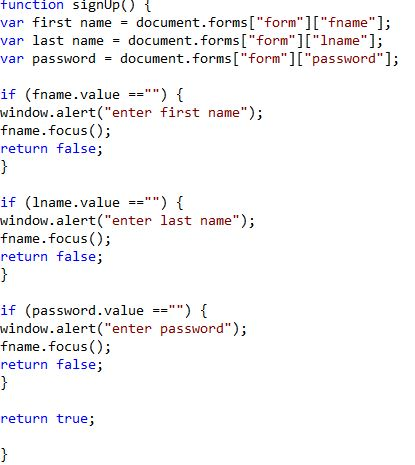 function signUp() {
var first name = document.forms["form"]["fname"];
var last name = document.forms["form"]["lname"];
var password = document.forms["form"]["password"];
if (fname.value =="") {
window.alert("enter first name");
fname.focus();
return false;
}
if (lname.value =="") {
window.alert("enter last name");
fname.focus();
return false;
}
if (password.value =="") {
window.alert("enter password");
fname.focus();
return false;
}
return true;
}